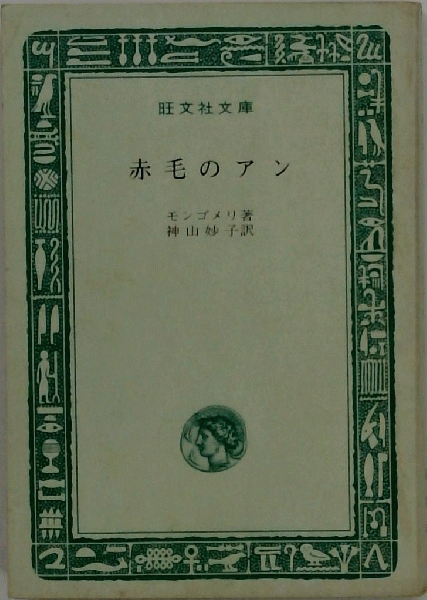 旺文社文庫
赤毛のアン
モンゴメリ著
神山妙子訳